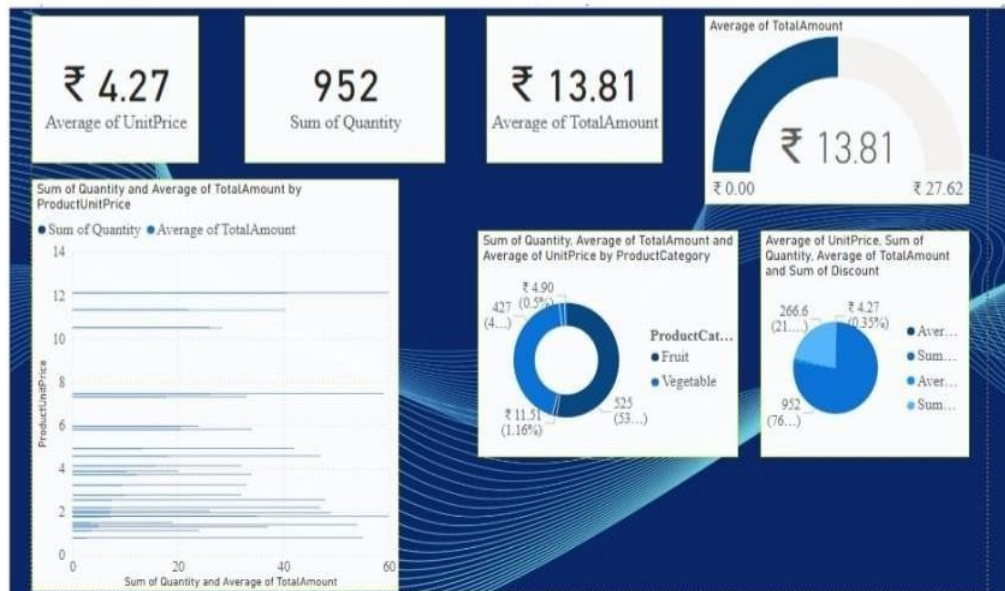 ₹ 4.27
Average of UnitPrice
952
Sum of Quantity
₹ 13.81
Average of TotalAmount
Average of TotalAmount
₹ 13.81
₹ 0.00
₹ 27.62
Sum of Quantity and Average of TotalAmount by
ProductUnitPrice
Sum of Quantity
Average of TotalAmount
14
12
10
8
6
4
2
0
ProductUnitPrice
0
20
40
60
Sum of Quantity and Average of TotalAmount
Sum of Quantity, Average of TotalAmount and
Average of UnitPrice by ProductCategory
₹ 4.90
(0.5%)
427
(4...)
₹ 11.51
(1.16%)
525
(53...)
ProductCat...
Fruit
Vegetable
Average of UnitPrice, Sum of
Quantity, Average of TotalAmount
and Sum of Discount
266.6
(21...)
₹ 4.27
(0.35%)
952
(76...)
Aver...
Sum...
Aver...
Sum...